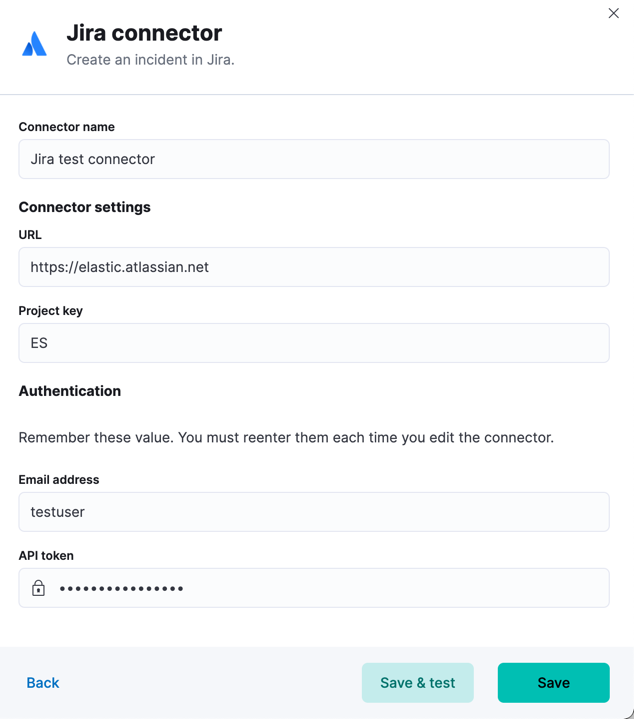 Jira connector
Create an incident in Jira.
Connector name
Jira test connector
Connector settings
URL
https://elastic.atlassian.net
Project key
ES
Authentication
Remember these value. You must reenter them each time you edit the connector.
Email address
testuser
API token
••••••••••••••••
Back
Save & test
Save